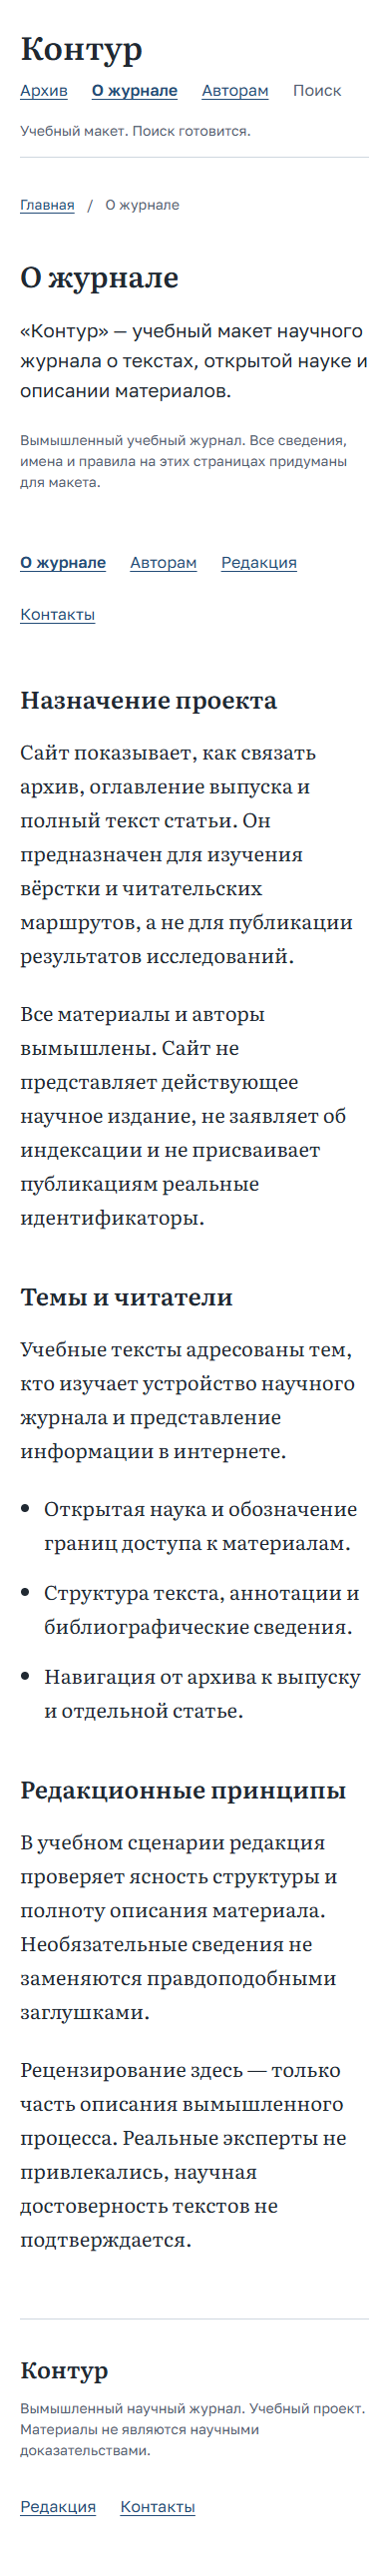 Контур
Архив О журнале Авторам Поиск
Учебный макет. Поиск готовится.
Главная / О журнале
О журнале
«Контур» — учебный макет научного
журнала о текстах, открытой науке и
описании материалов.
Вымышленный учебный журнал. Все сведения,
имена и правила на этих страницах придуманы
для макета.
О журнале Авторам Редакция
Контакты
Назначение проекта
Сайт показывает, как связать
архив, оглавление выпуска и
полный текст статьи. Он
предназначен для изучения
вёрстки и читательских
маршрутов, а не для публикации
результатов исследований.
Все материалы и авторы
вымышлены. Сайт не
представляет действующее
научное издание, не заявляет об
индексации и не присваивает
публикациям реальные
идентификаторы.
Темы и читатели
Учебные тексты адресованы тем,
кто изучает устройство научного
журнала и представление
информации в интернете.
• Открытая наука и обозначение
границ доступа к материалам.
• Структура текста, аннотации и
библиографические сведения.
• Навигация от архива к выпуску
и отдельной статье.
Редакционные принципы
В учебном сценарии редакция
проверяет ясность структуры и
полноту описания материала.
Необязательные сведения не
заменяются правдоподобными
заглушками.
Рецензирование здесь — только
часть описания вымышленного
процесса. Реальные эксперты не
привлекались, научная
достоверность текстов не
подтверждается.
Контур
Вымышленный научный журнал. Учебный проект.
Материалы не являются научными
доказательствами.
Редакция Контакты